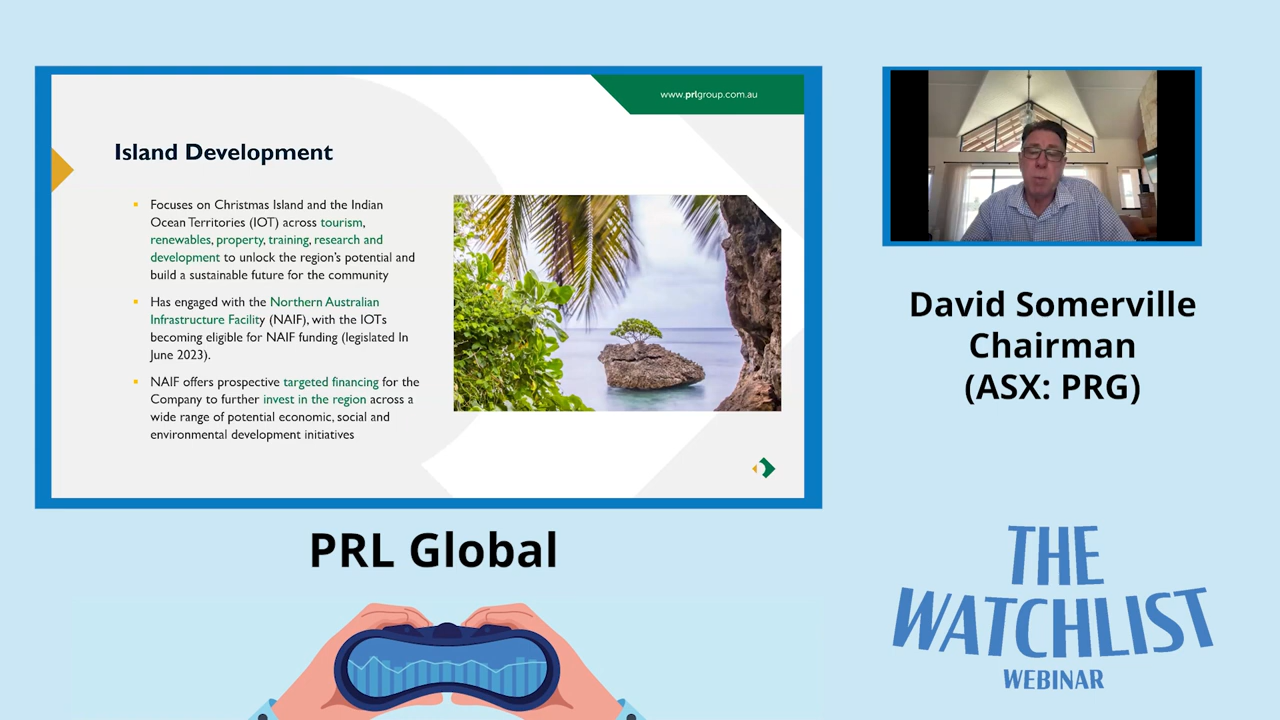 www.prlgroup.com.au
Island Development
Focuses on Christmas Island and the Indian
Ocean Territories (IOT) across tourism,
renewables, property, training, research and
development to unlock the region's potential and
build a sustainable future for the community
Has engaged with the Northern Australian
Infrastructure Facility (NAIF), with the IOTs
becoming eligible for NAIF funding (legislated In
June 2023).
NAIF offers prospective targeted financing for the
Company to further invest in the region across a
wide range of potential economic, social and
environmental development initiatives
PRL Global
David Somerville
Chairman
(ASX: PRG)
THE
WATCHLIST
WEBINAR